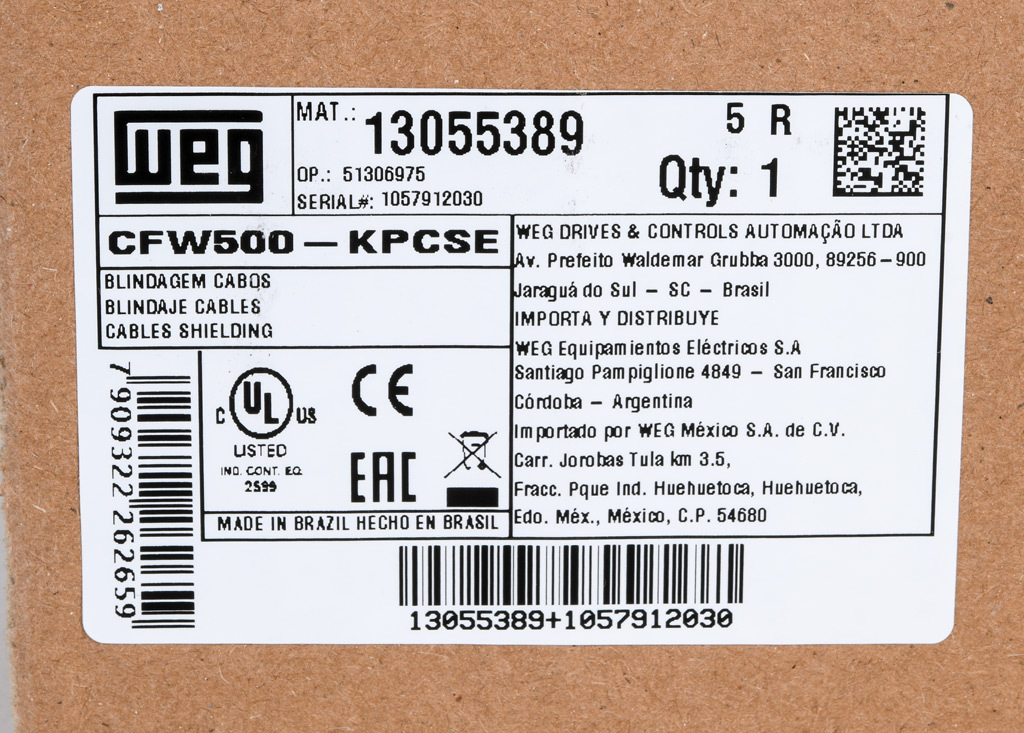 weg
MAT.: 13055389
5 R
Qty: 1
OP.: 51306975
SERIAL#: 1057912030
CFW500 – KPCSE
BLINDAGEM CABOS
BLINDAJE CABLES
CABLES SHIELDING
WEG DRIVES & CONTROLS AUTOMAÇÃO LTDA
Av. Prefeito Waldemar Grubba 3000, 89256–900
Jaraguá do Sul – SC – Brasil
IMPORTA Y DISTRIBUYE
WEG Equipamientos Eléctricos S.A
Santiago Pampiglione 4849 – San Francisco
Córdoba – Argentina
Importado por WEG México S.A. de C.V.
Carr. Jorobas Tula km 3.5,
Fracc. Pque Ind. Huehuetoca, Huehuetoca,
Edo. Méx., México, C.P. 54680
7 909322 262659
C UL US
LISTED
IND. CONT. EQ.
2S99
CE
EAC
MADE IN BRAZIL HECHO EN BRASIL
13055389+1057912030